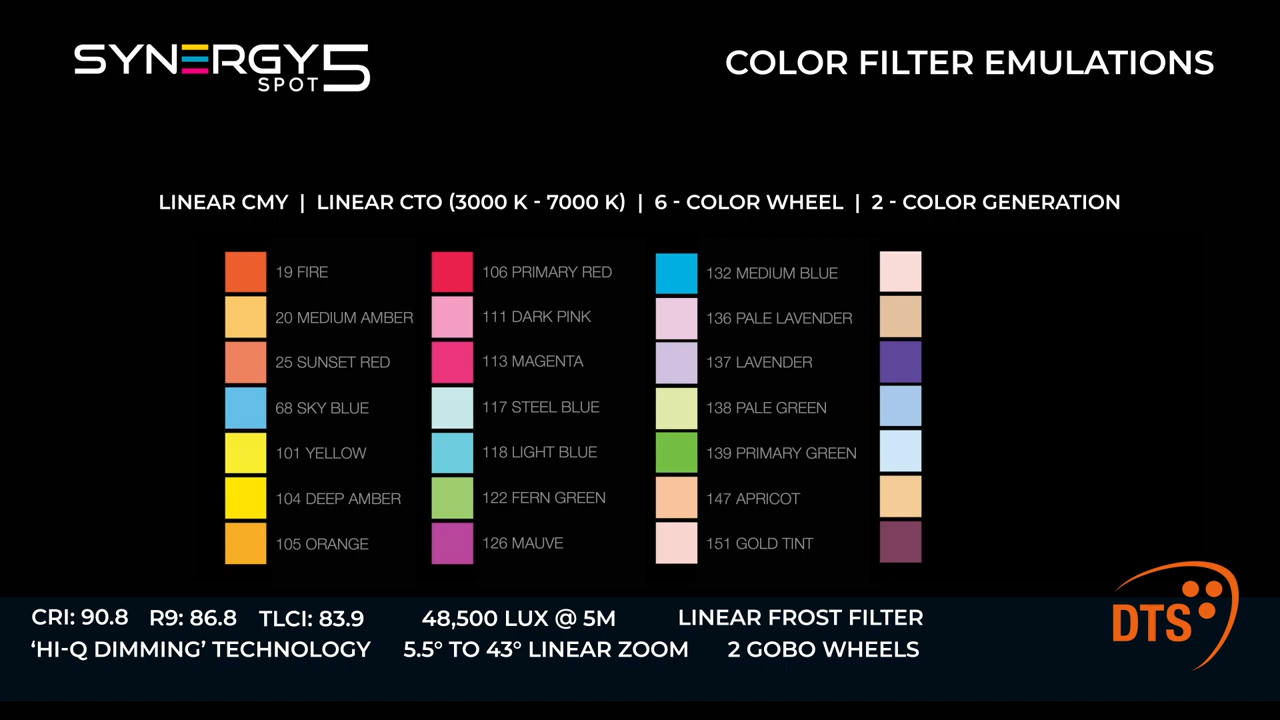 SYNERGY 5
SPOT
COLOR FILTER EMULATIONS
LINEAR CMY | LINEAR CTO (3000 K - 7000 K) | 6 - COLOR WHEEL | 2 - COLOR GENERATION
19 FIRE
20 MEDIUM AMBER
25 SUNSET RED
68 SKY BLUE
101 YELLOW
104 DEEP AMBER
105 ORANGE
106 PRIMARY RED
111 DARK PINK
113 MAGENTA
117 STEEL BLUE
118 LIGHT BLUE
122 FERN GREEN
126 MAUVE
132 MEDIUM BLUE
136 PALE LAVENDER
137 LAVENDER
138 PALE GREEN
139 PRIMARY GREEN
147 APRICOT
151 GOLD TINT
CRI: 90.8 R9: 86.8 TLCI: 83.9 48,500 LUX @ 5M LINEAR FROST FILTER
‘HI-Q DIMMING’ TECHNOLOGY 5.5° TO 43° LINEAR ZOOM 2 GOBO WHEELS
DTS